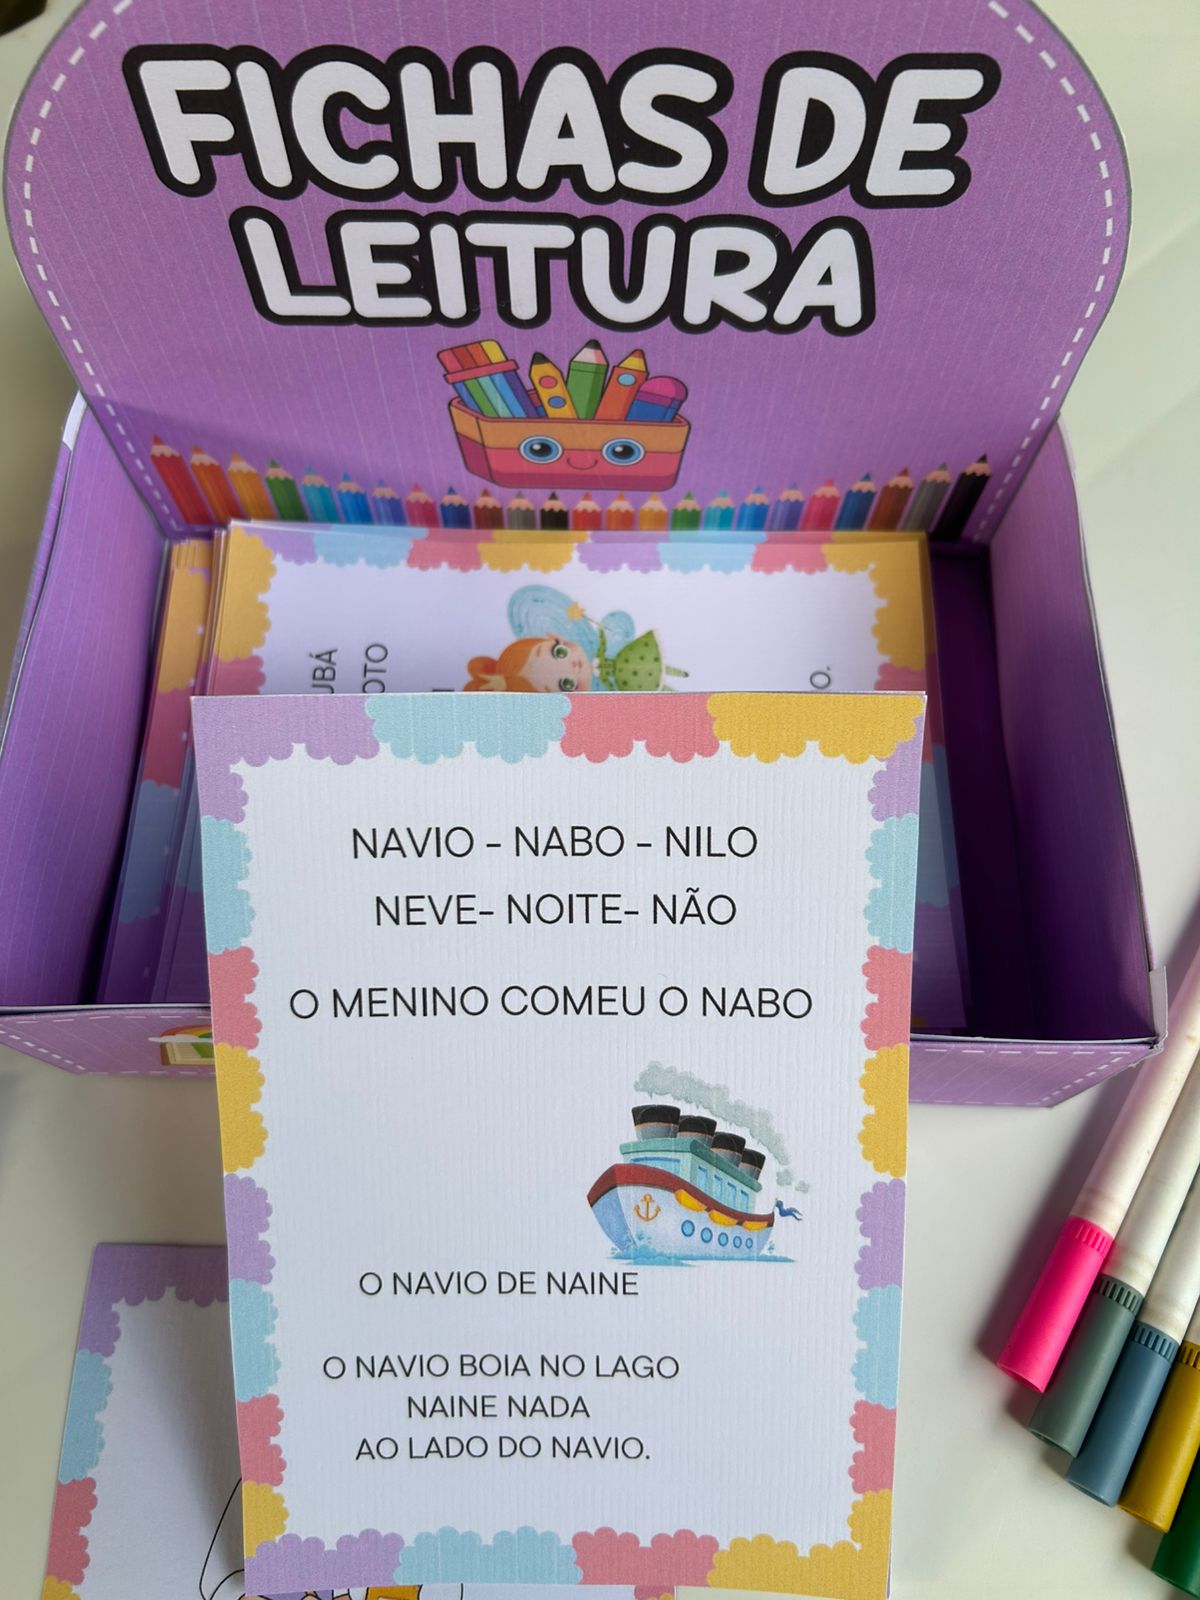 FICHAS DE
LEITURA
NAVIO - NABO - NILO
NEVE- NOITE- NÃO
O MENINO COMEU O NABO
O NAVIO DE NAINE
O NAVIO BOIA NO LAGO
NAINE NADA
AO LADO DO NAVIO.